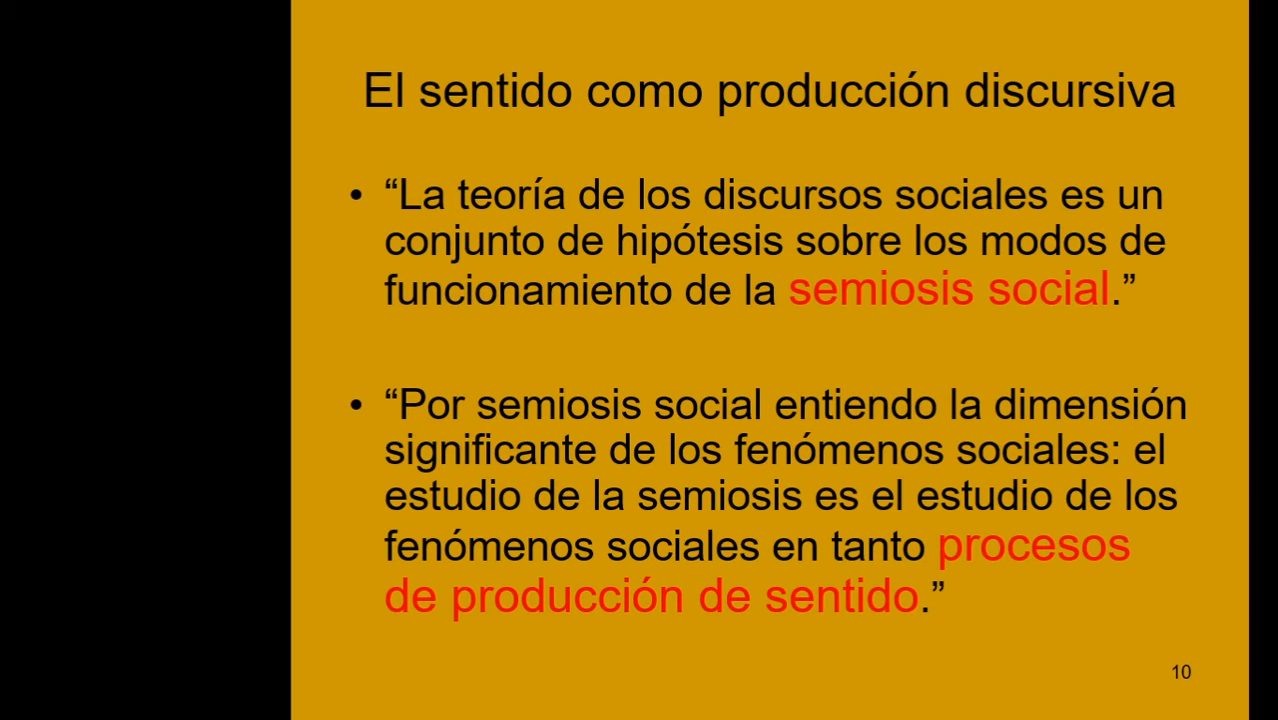 El sentido como producción discursiva
• “La teoría de los discursos sociales es un
conjunto de hipótesis sobre los modos de
funcionamiento de la semiosis social.”
• “Por semiosis social entiendo la dimensión
significante de los fenómenos sociales: el
estudio de la semiosis es el estudio de los
fenómenos sociales en tanto procesos
de producción de sentido.”
10